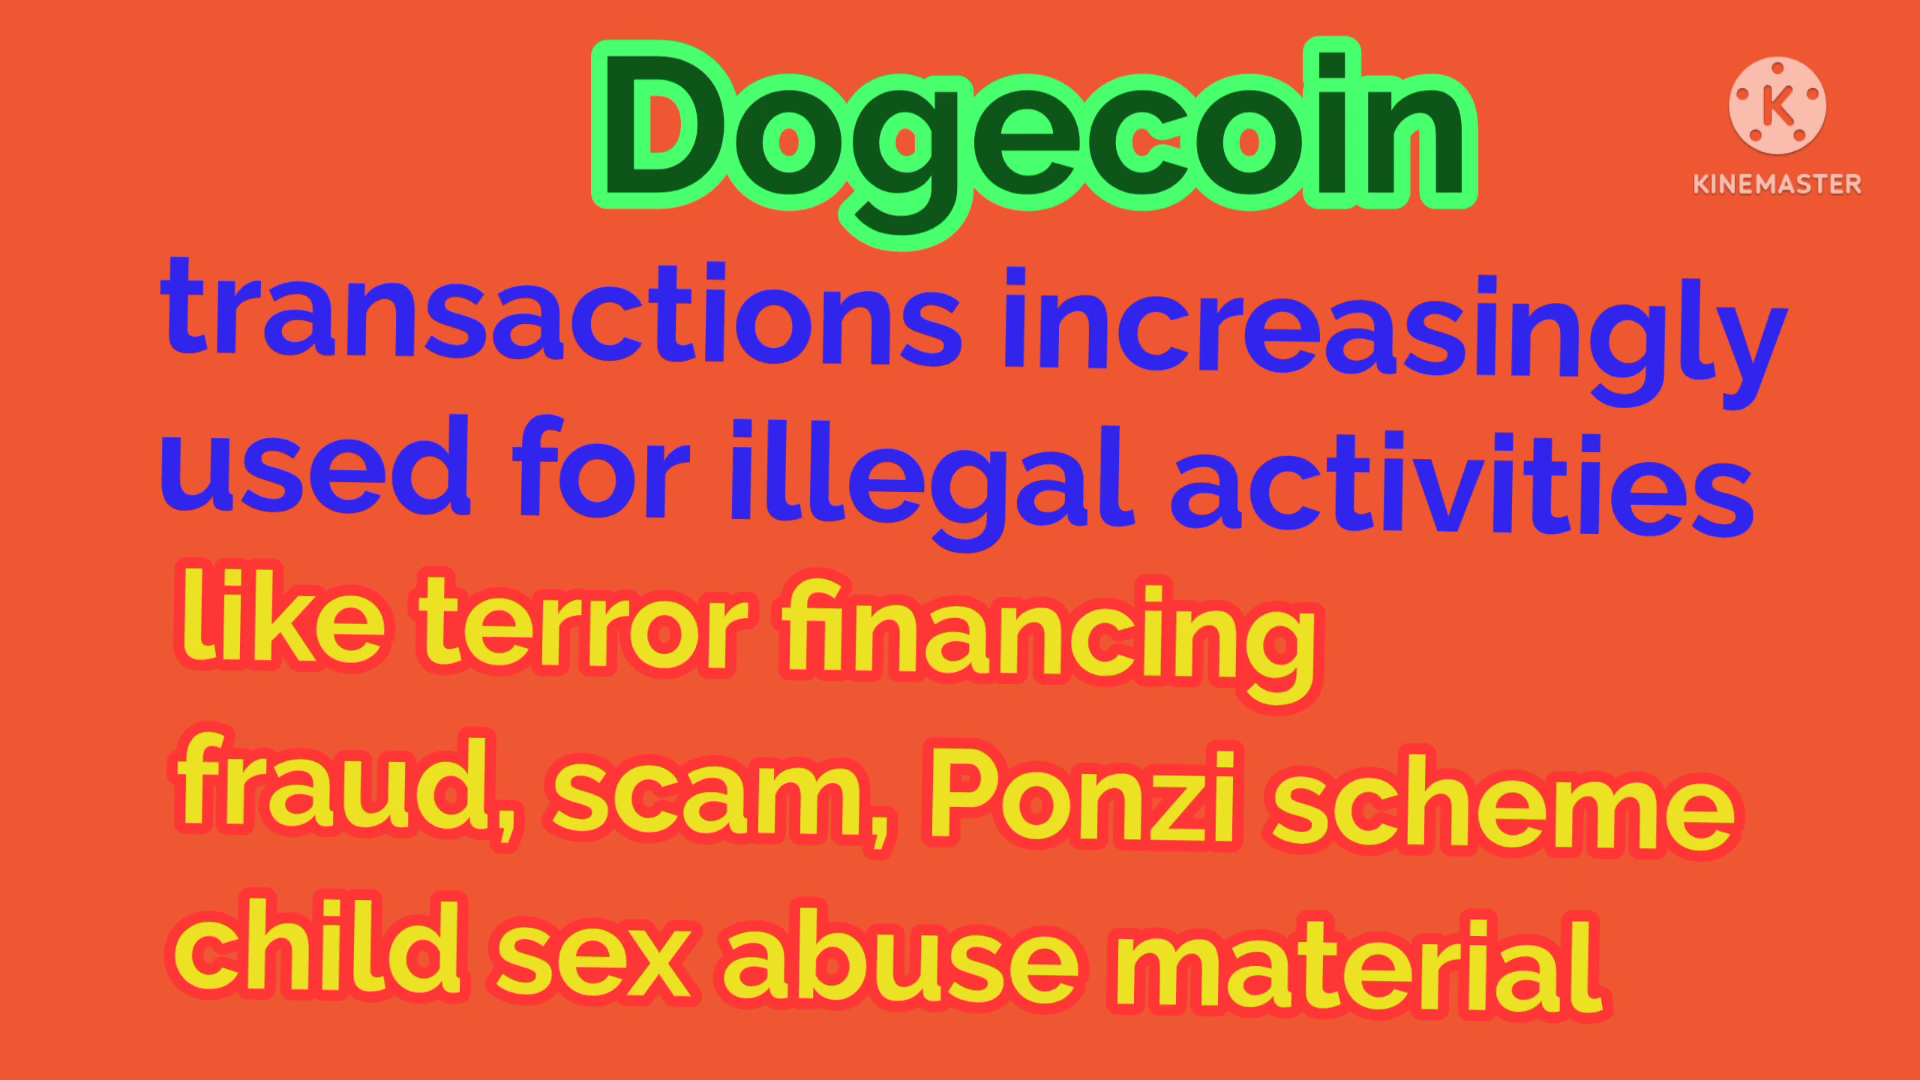 Dogecoin
KINEMASTER
transactions increasingly
used for illegal activities
like terror financing
fraud, scam, Ponzi scheme
child sex abuse material